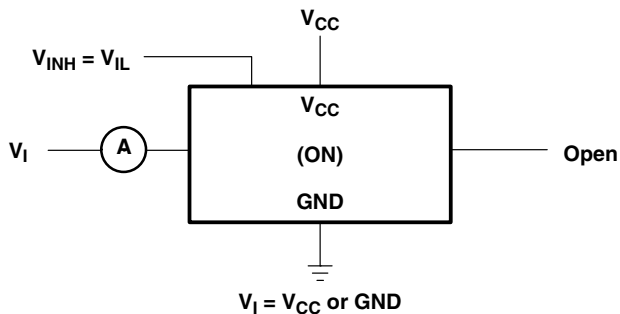 VCC
VINH = VIL
VCC
VI
A
(ON)
Open
GND
VI = VCC or GND